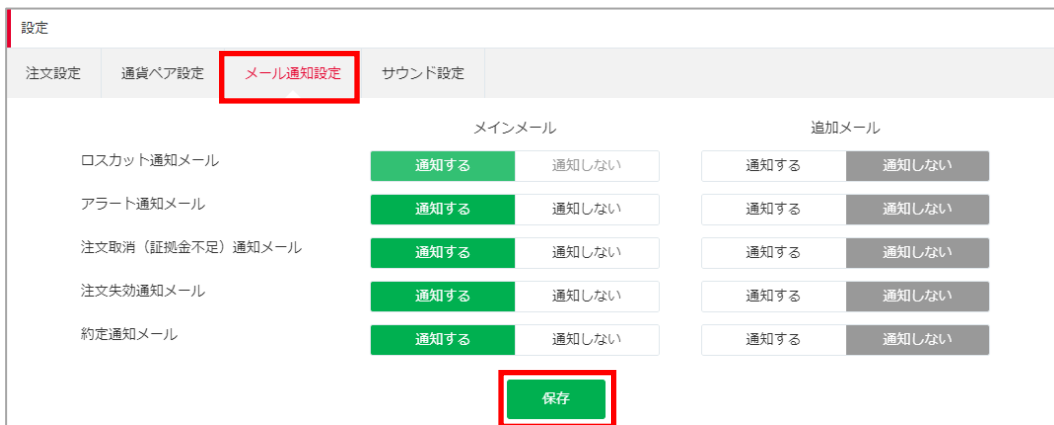 設定
注文設定 通貨ペア設定 メール通知設定 サウンド設定
メインメール 追加メール
ロスカット通知メール 通知する 通知しない 通知する 通知しない
アラート通知メール 通知する 通知しない 通知する 通知しない
注文取消（証拠金不足）通知メール 通知する 通知しない 通知する 通知しない
注文失効通知メール 通知する 通知しない 通知する 通知しない
約定通知メール 通知する 通知しない 通知する 通知しない
保存